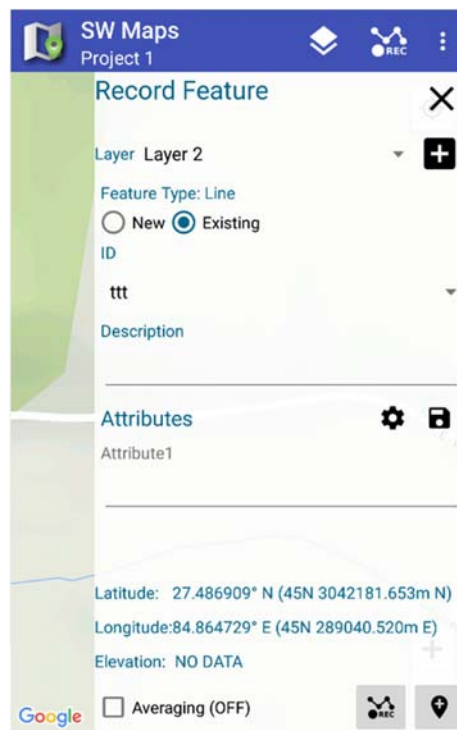 SW Maps
Project 1
REC
Record Feature
Layer Layer 2
Feature Type: Line
New Existing
ID
ttt
Description
Attributes
Attribute1
Latitude: 27.486909° N (45N 3042181.653m N)
Longitude:84.864729° E (45N 289040.520m E)
Elevation: NO DATA
Google
Averaging (OFF)
REC